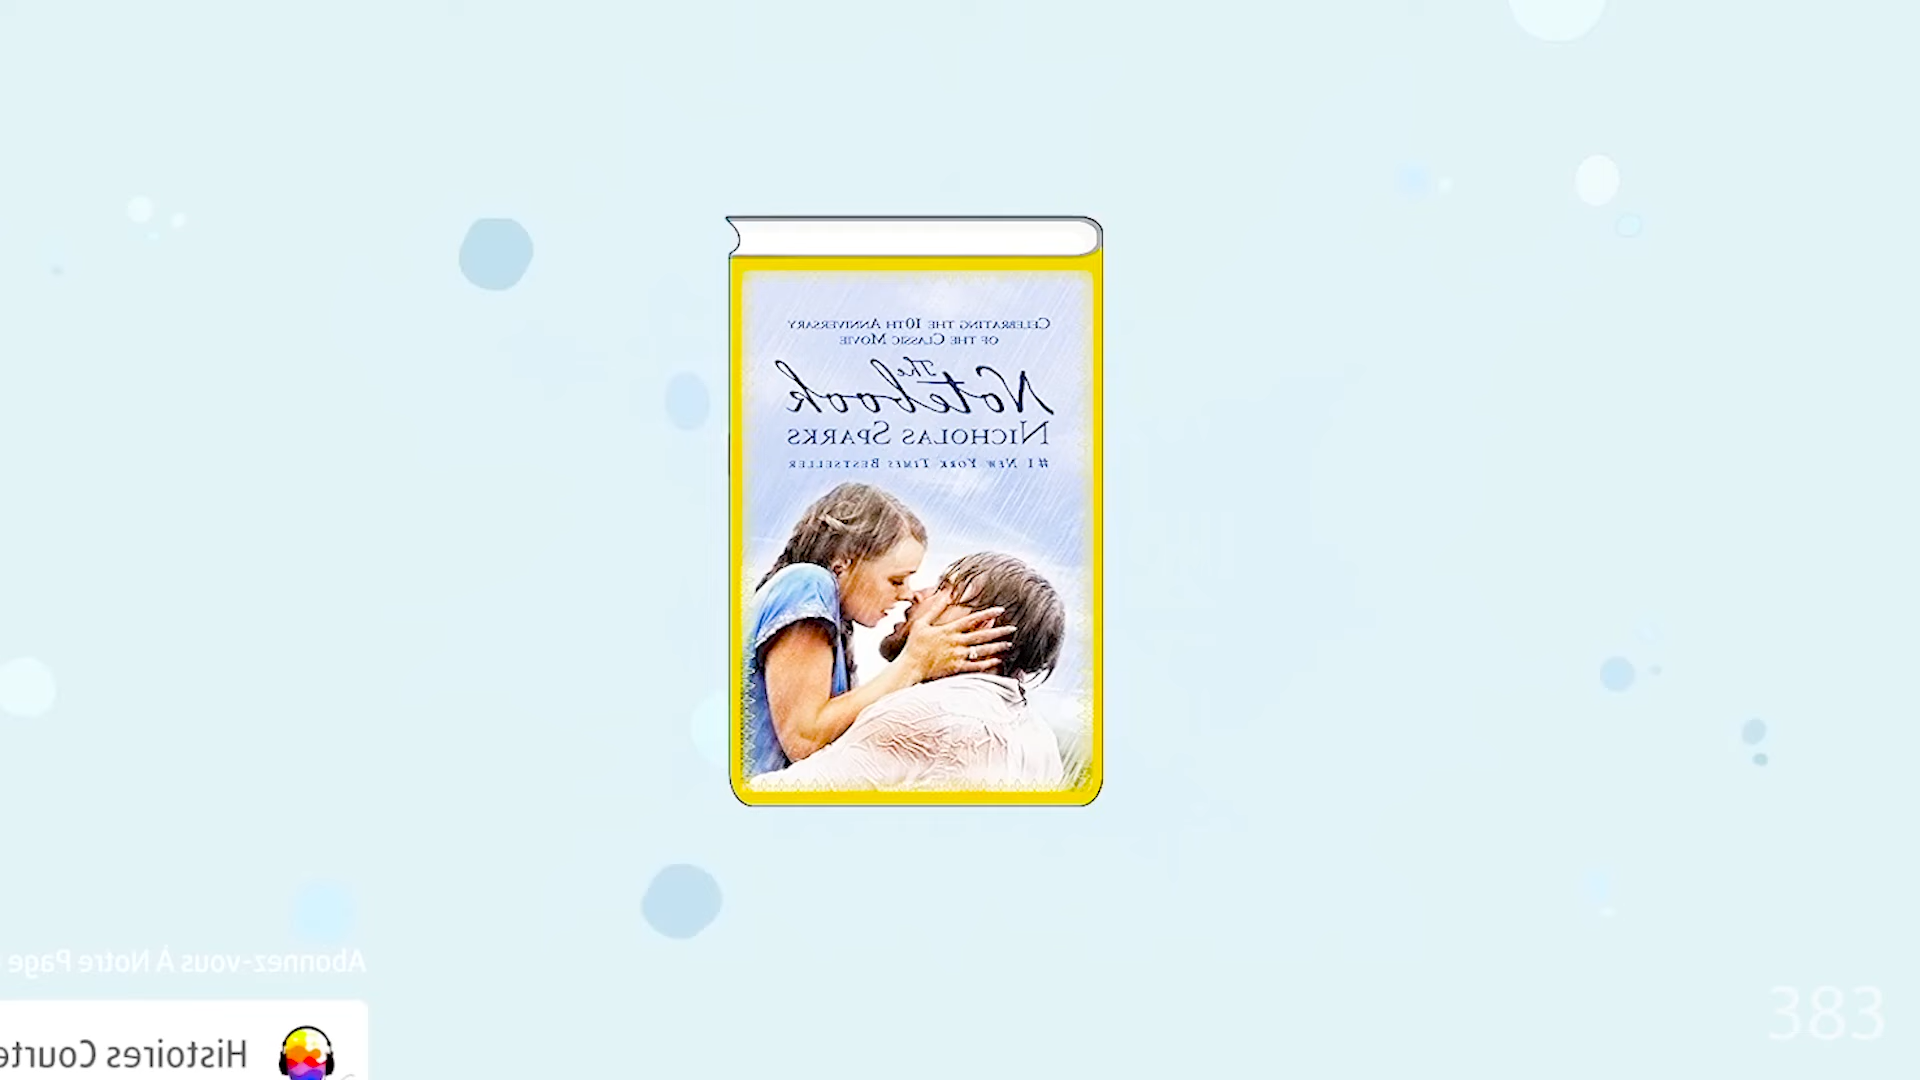 CELEBRATING THE 10TH ANNIVERSARY
OF THE CLASSIC MOVIE
The
Notebook
NICHOLAS SPARKS
#1 NEW YORK TIMES BESTSELLER
Abonnez-vous À Notre Page
Histoires Courte
383